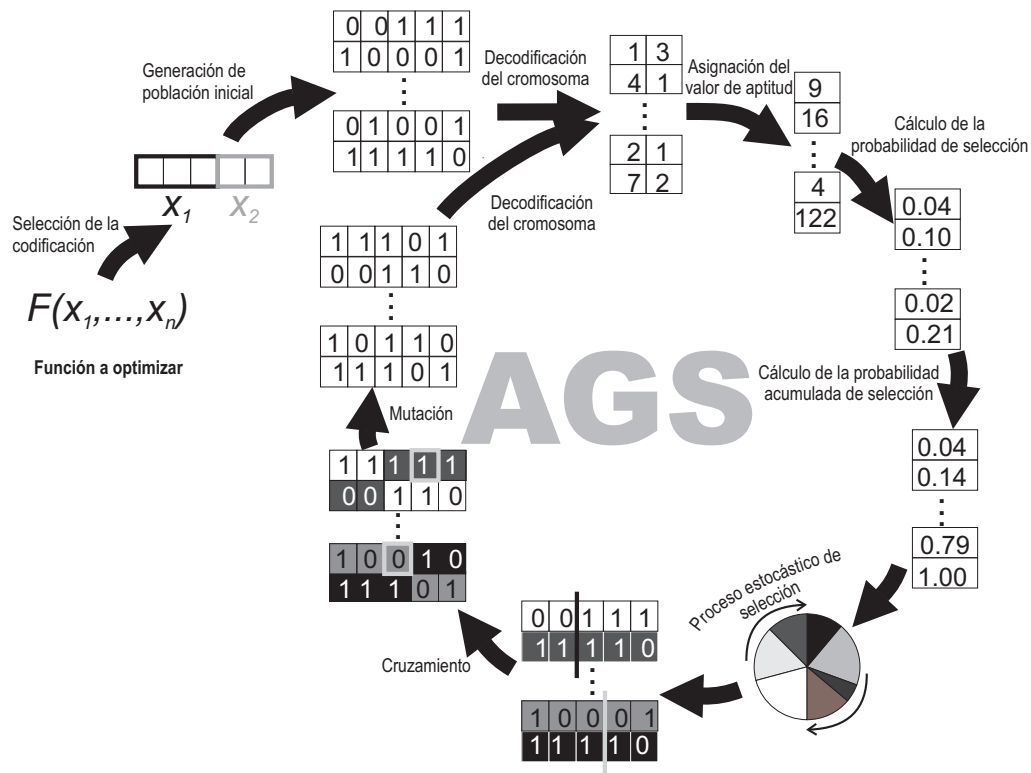 Generación de
población inicial
0 0 1 1 1
1 0 0 0 1
0 1 0 0 1
1 1 1 1 0
Decodificación
del cromosoma
1 3
4 1
2 1
7 2
Asignación del
valor de aptitud
9
16
4
122
Cálculo de la
probabilidad de selección
0.04
0.10
0.02
0.21
x1 x2
Selección de la
codificación
F(x1,...,xn)
Función a optimizar
Decodificación
del cromosoma
1 1 1 0 1
0 0 1 1 0
1 0 1 1 0
1 1 1 0 1
AGS
Cálculo de la probabilidad
acumulada de selección
0.04
0.14
0.79
1.00
Mutación
1 1 1 1 1
0 0 1 1 0
1 0 0 1 0
1 1 1 0 1
Proceso estocástico de
selección
Cruzamiento
0 0 1 1 1
1 1 1 1 0
1 0 0 0 1
1 1 1 1 0